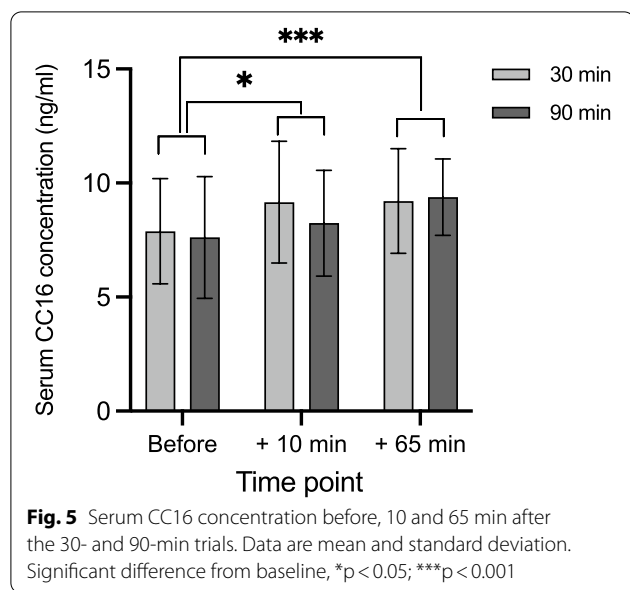 ***
*
15
10
5
0
Serum CC16 concentration (ng/ml)
30 min
90 min
Before
+ 10 min
+ 65 min
Time point
Fig. 5 Serum CC16 concentration before, 10 and 65 min after
the 30- and 90-min trials. Data are mean and standard deviation.
Significant difference from baseline, *p < 0.05; ***p < 0.001